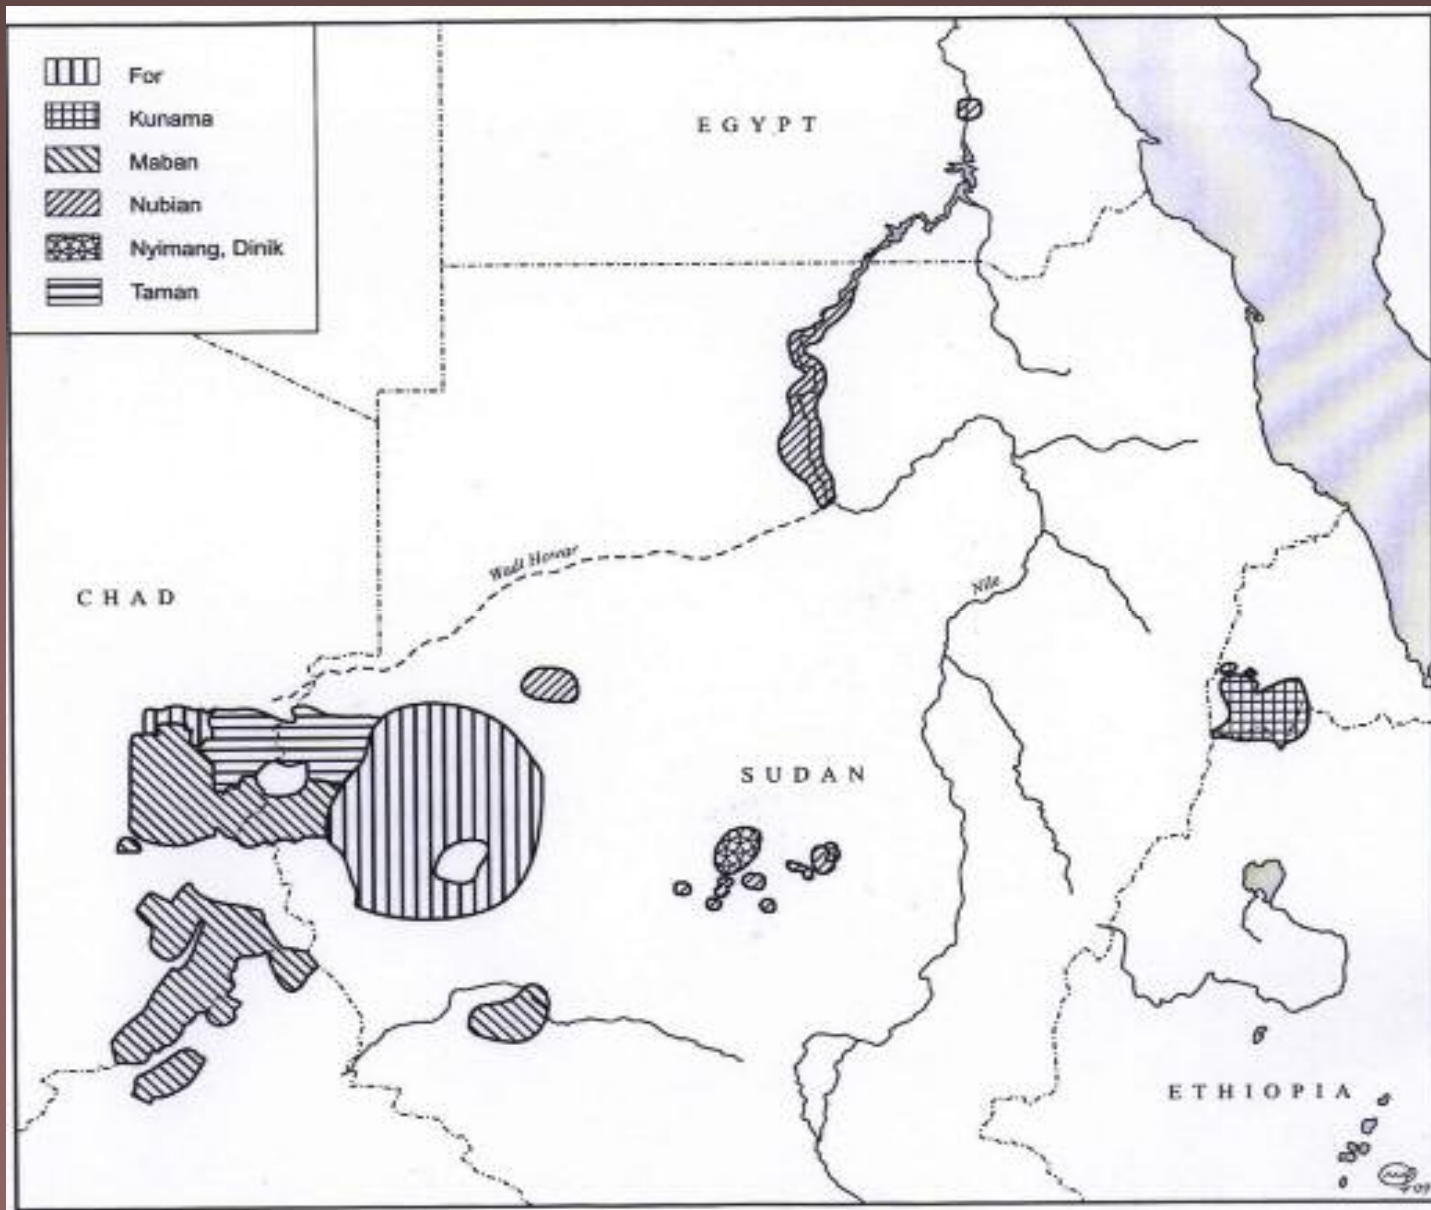 For
Kunama
Maban
Nubian
Nyimang, Dinik
Taman
EGYPT
Wadi Howar
CHAD
Nile
SUDAN
ETHIOPIA